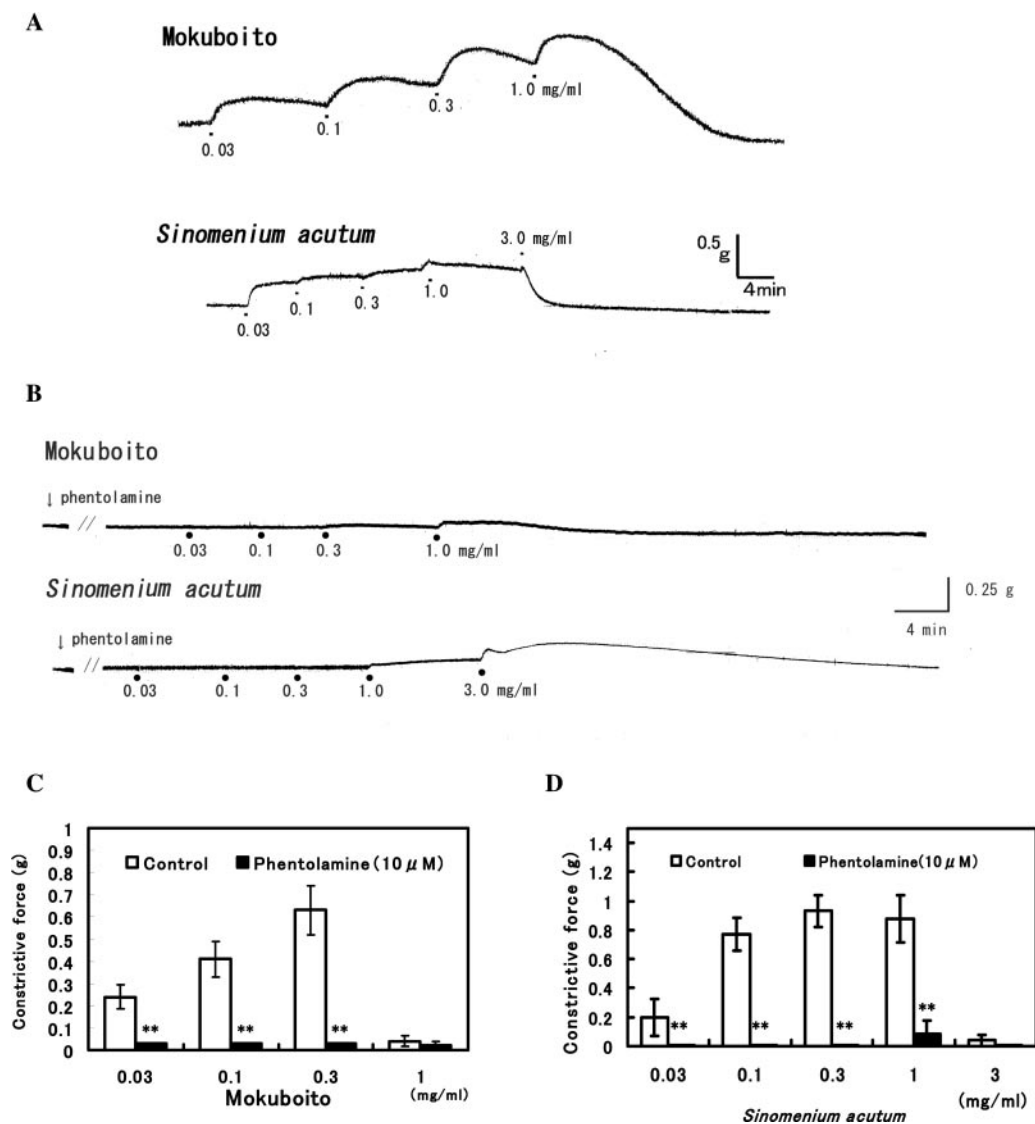 A
Mokuboito
0.03
0.1
0.3
1.0 mg/ml
Sinomenium acutum
0.03
0.1
0.3
1.0
3.0 mg/ml
0.5
g
4min
B
Mokuboito
↓ phentolamine
//
0.03 0.1 0.3 1.0 mg/ml
Sinomenium acutum
↓ phentolamine
//
0.03 0.1 0.3 1.0 3.0 mg/ml
0.25 g
4 min
C
Constrictive force (g)
1
0.9
0.8
0.7
0.6
0.5
0.4
0.3
0.2
0.1
0
Control Phentolamine(10 μM)
** ** **
0.03 0.1 0.3 1
Mokuboito (mg/ml)
D
Constrictive force (g)
1.4
1.2
1
0.8
0.6
0.4
0.2
0
Control Phentolamine(10 μM)
** ** ** **
0.03 0.1 0.3 1 3
(mg/ml)
Sinomenium acutum